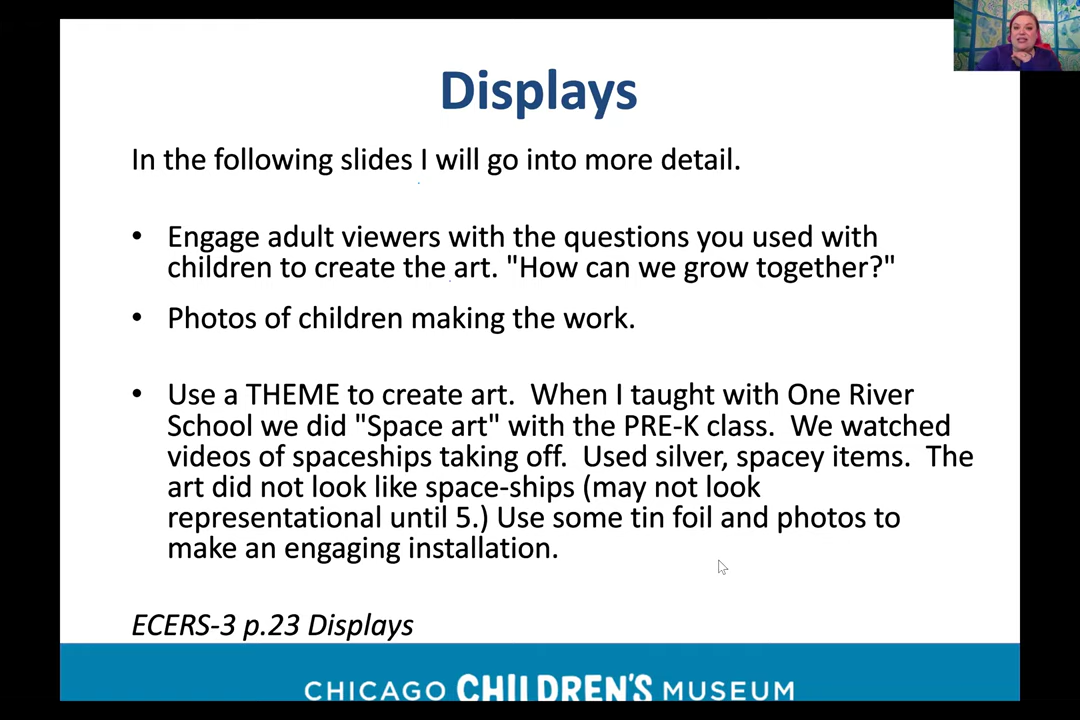 Displays
In the following slides I will go into more detail.
• Engage adult viewers with the questions you used with
children to create the art. "How can we grow together?"
• Photos of children making the work.
• Use a THEME to create art.  When I taught with One River
School we did "Space art" with the PRE-K class.  We watched
videos of spaceships taking off.  Used silver, spacey items.  The
art did not look like space-ships (may not look
representational until 5.) Use some tin foil and photos to
make an engaging installation.
ECERS-3 p.23 Displays
CHICAGO CHILDREN'S MUSEUM